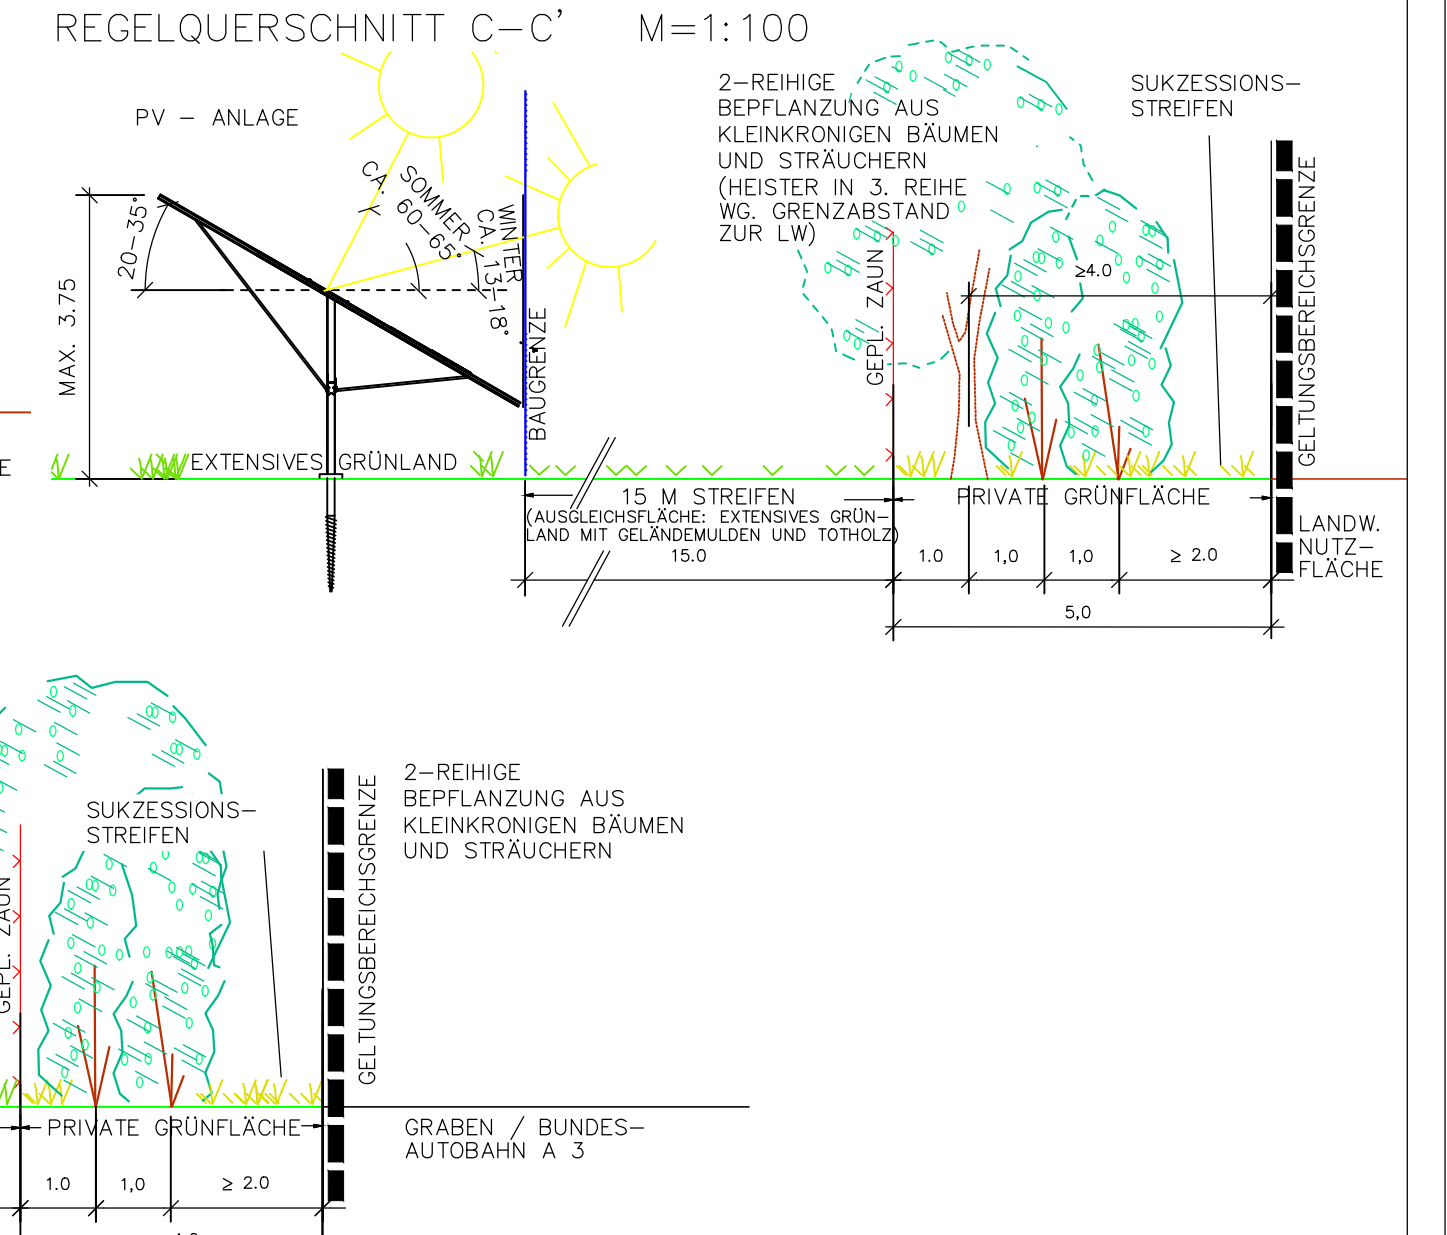 REGELQUERSCHNITT C-C' M=1:100
PV - ANLAGE
2-REIHIGE
BEPFLANZUNG AUS
KLEINKRONIGEN BÄUMEN
UND STRÄUCHERN
(HEISTER IN 3. REIHE
WG. GRENZABSTAND
ZUR LW)
SUKZESSIONS-
STREIFEN
SOMMER
CA. 60-65°
WINTER
CA. 13-18°
20-35°
MAX. 3.75
BAUGRENZE
GEPL. ZAUN
≥4.0
GELTUNGSBEREICHSGRENZE
EXTENSIVES GRÜNLAND
15 M STREIFEN
(AUSGLEICHSFLÄCHE: EXTENSIVES GRÜN-
LAND MIT GELÄNDEMULDEN UND TOTHOLZ)
15.0
PRIVATE GRÜNFLÄCHE
1.0
1,0
1,0
≥ 2.0
5,0
LANDW.
NUTZ-
FLÄCHE
E
SUKZESSIONS-
STREIFEN
GEPL. ZAUN
GELTUNGSBEREICHSGRENZE
2-REIHIGE
BEPFLANZUNG AUS
KLEINKRONIGEN BÄUMEN
UND STRÄUCHERN
PRIVATE GRÜNFLÄCHE
GRABEN / BUNDES-
AUTOBAHN A 3
1.0
1,0
≥ 2.0